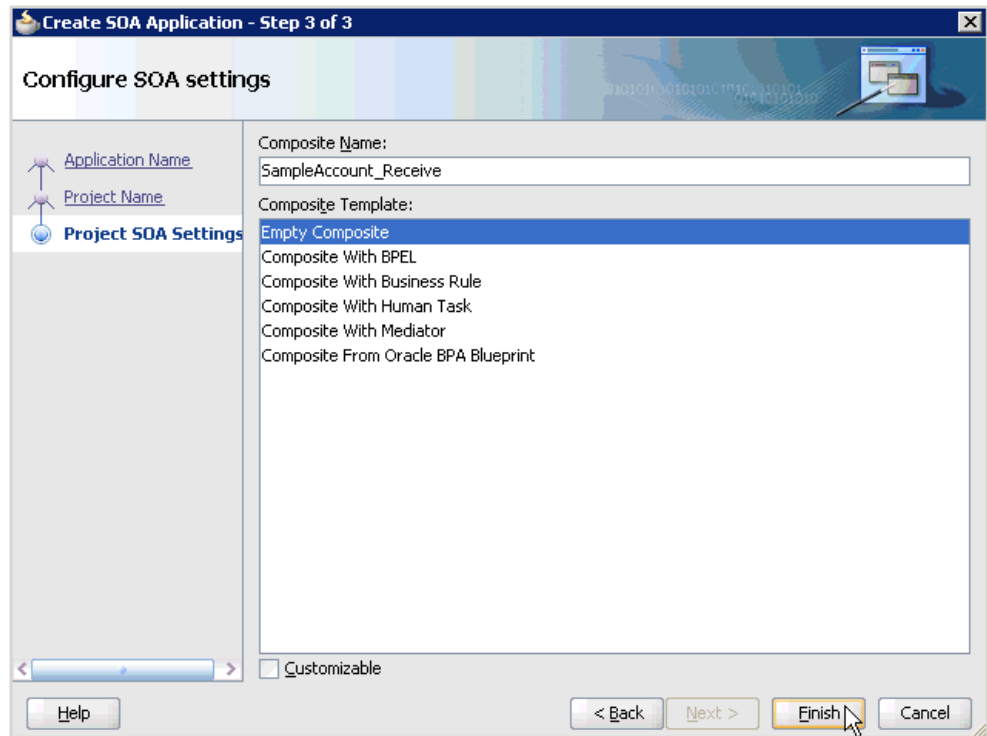 Create SOA Application - Step 3 of 3
Configure SOA settings
Application Name
Project Name
Project SOA Settings
Composite Name:
SampleAccount_Receive
Composite Template:
Empty Composite
Composite With BPEL
Composite With Business Rule
Composite With Human Task
Composite With Mediator
Composite From Oracle BPA Blueprint
Customizable
Help
< Back
Next >
Finish
Cancel